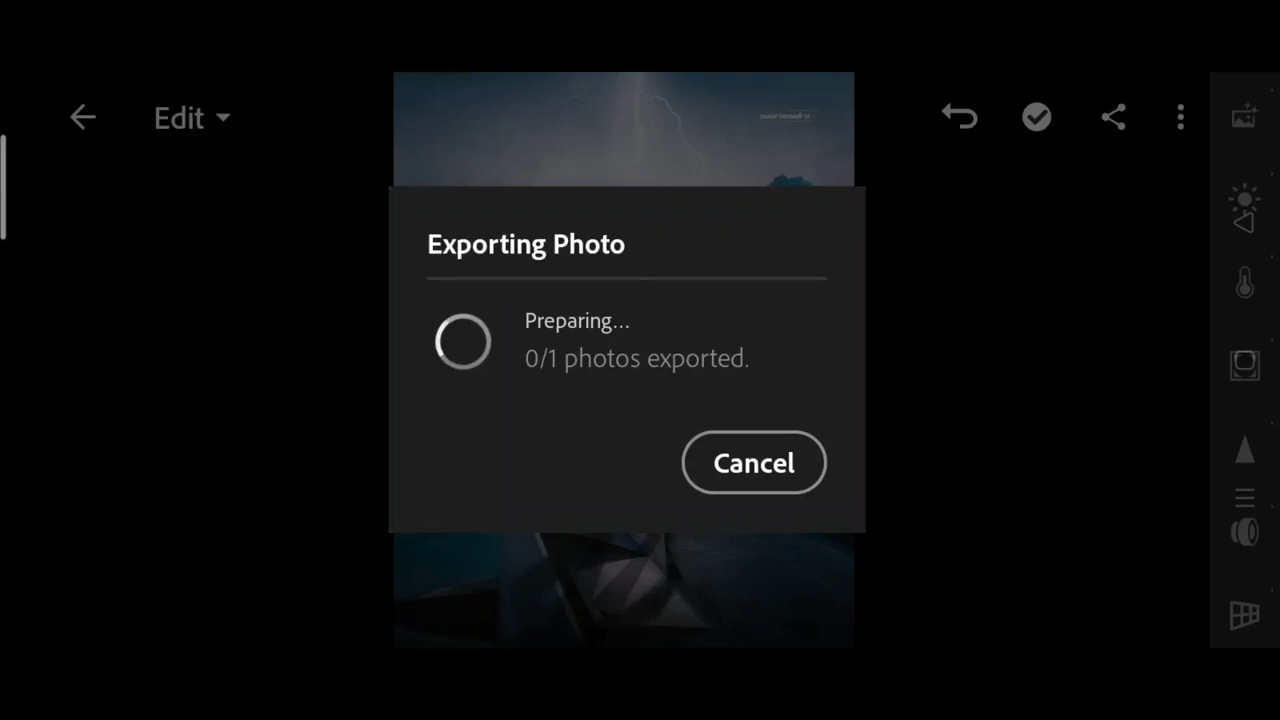 Edit
Exporting Photo
Preparing...
0/1 photos exported.
Cancel